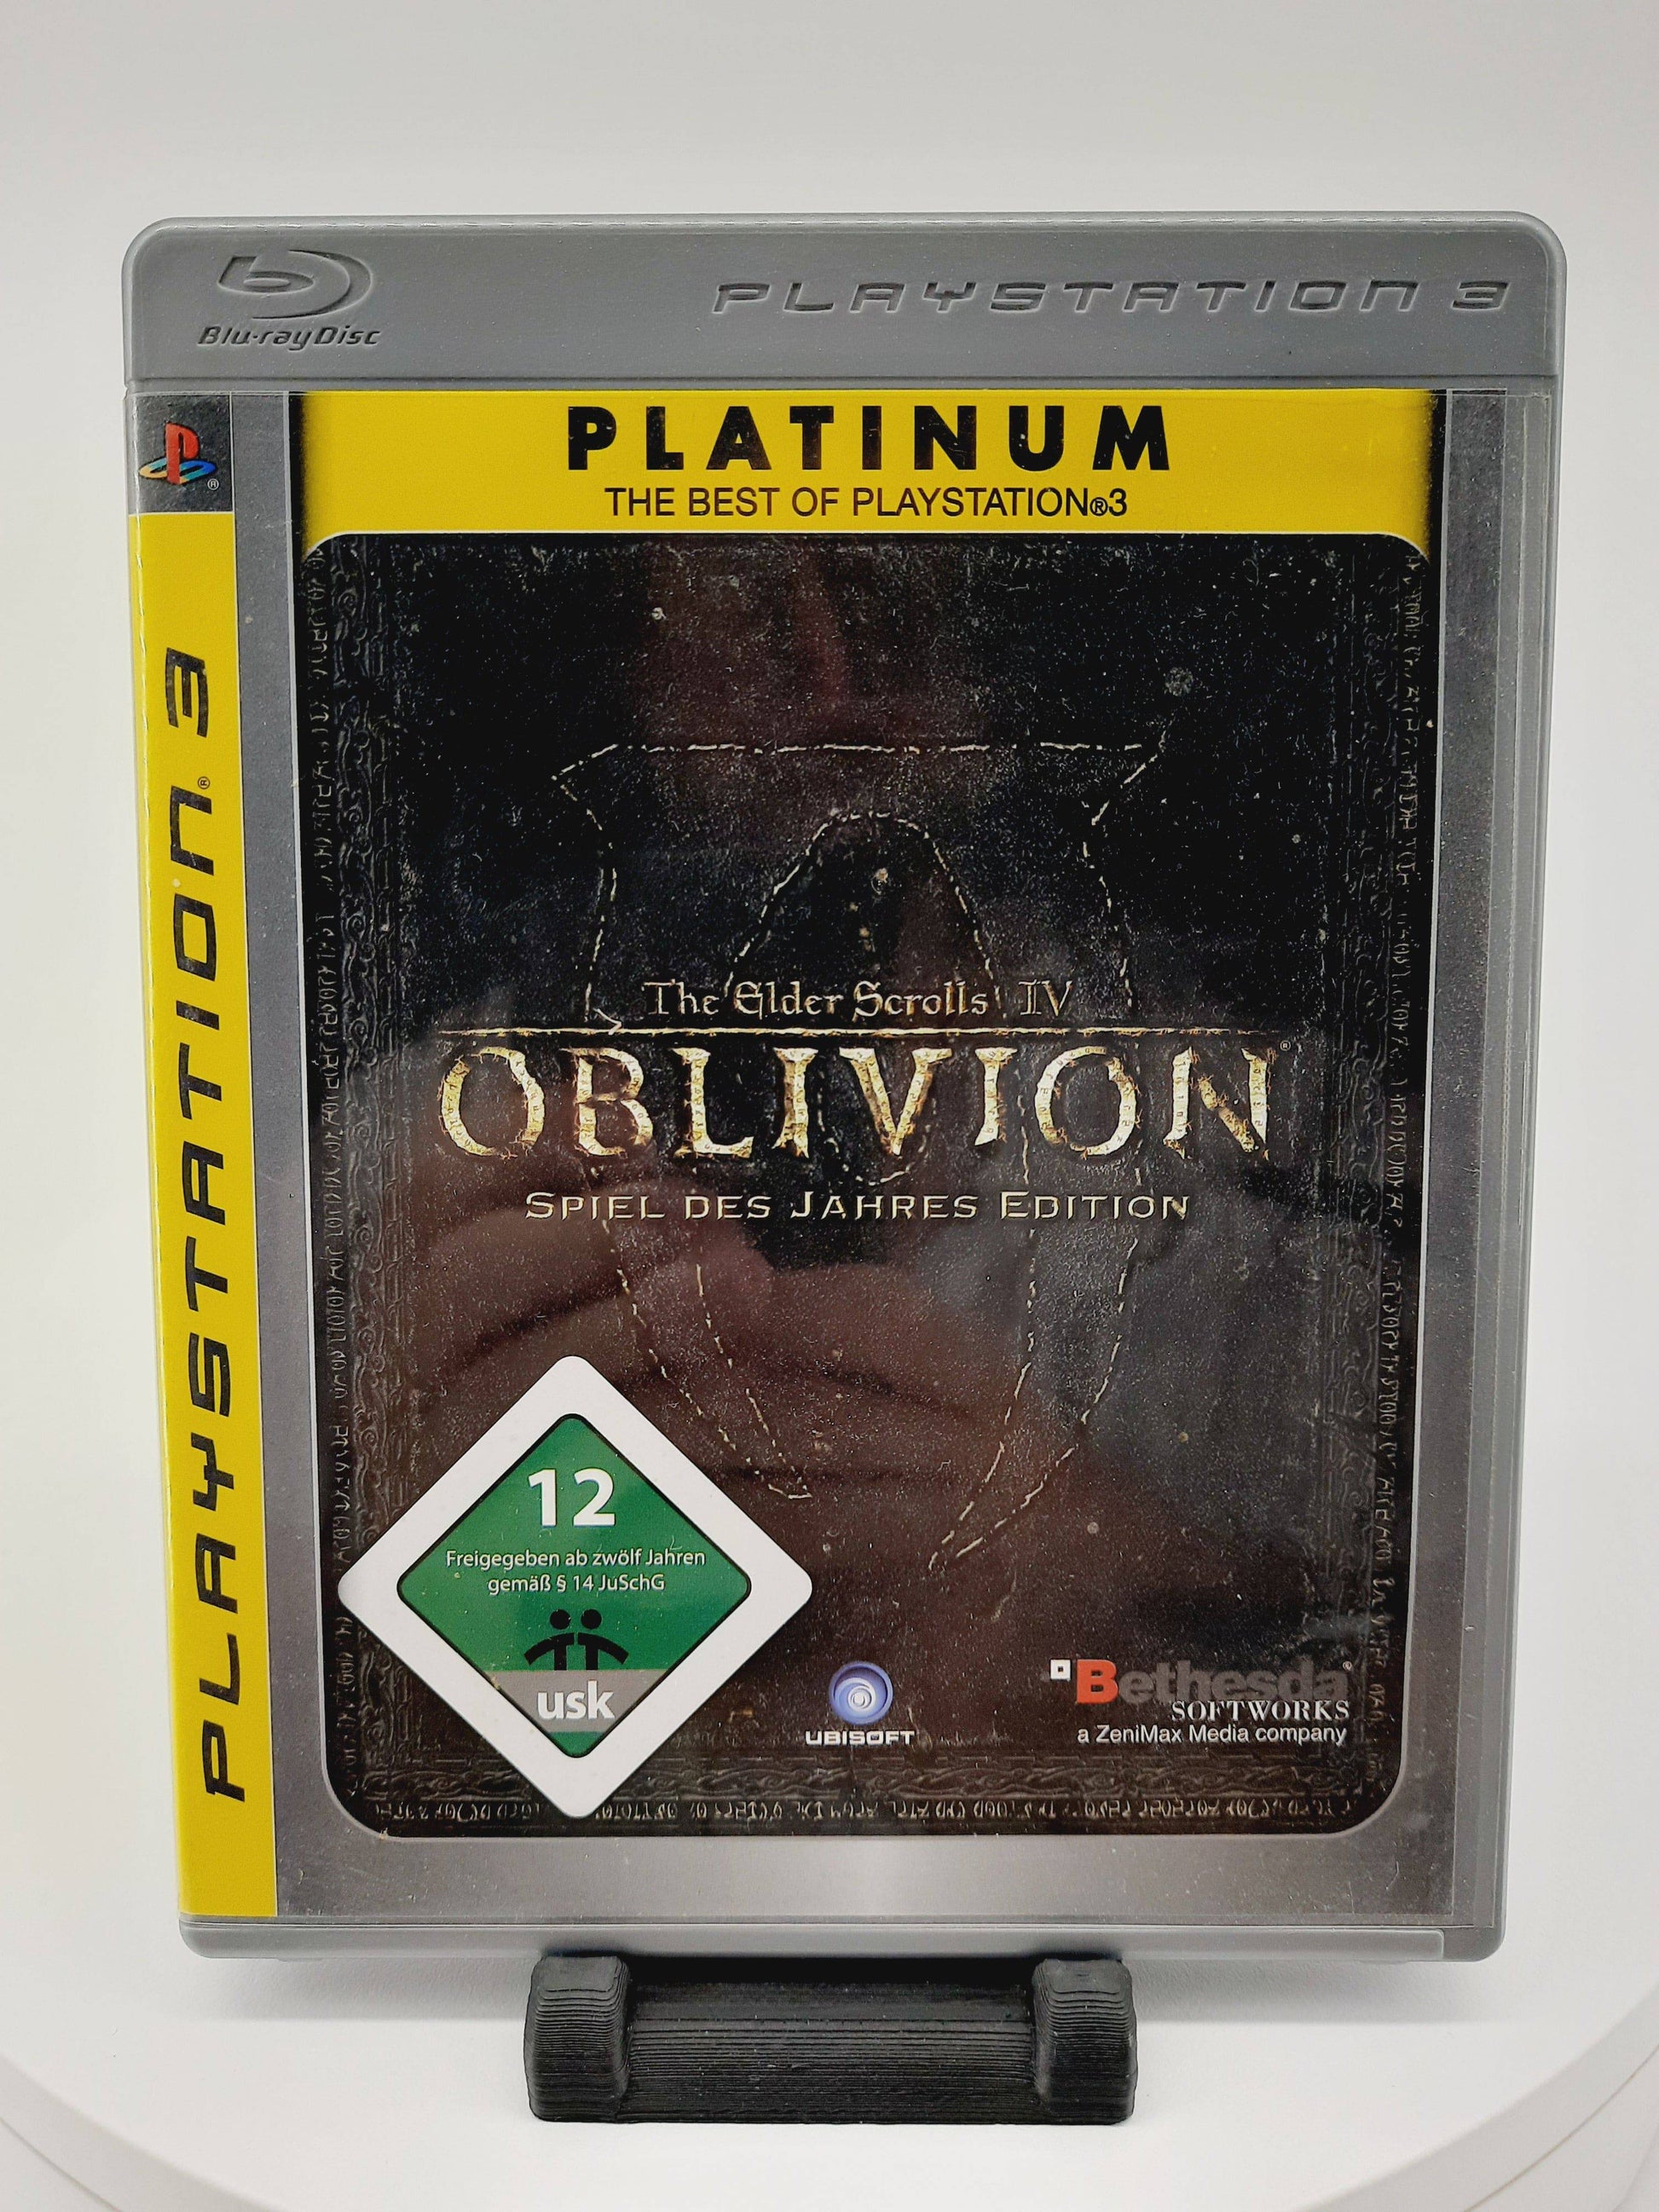 Blu-ray Disc
PLAYSTATION 3
PLATINUM
THE BEST OF PLAYSTATION®3
PLAYSTATION®3
The Elder Scrolls IV
OBLIVION®
SPIEL DES JAHRES EDITION
12
Freigegeben ab zwölf Jahren
gemäß § 14 JuSchG
usk
UBISOFT
Bethesda®
SOFTWORKS
a ZeniMax Media company